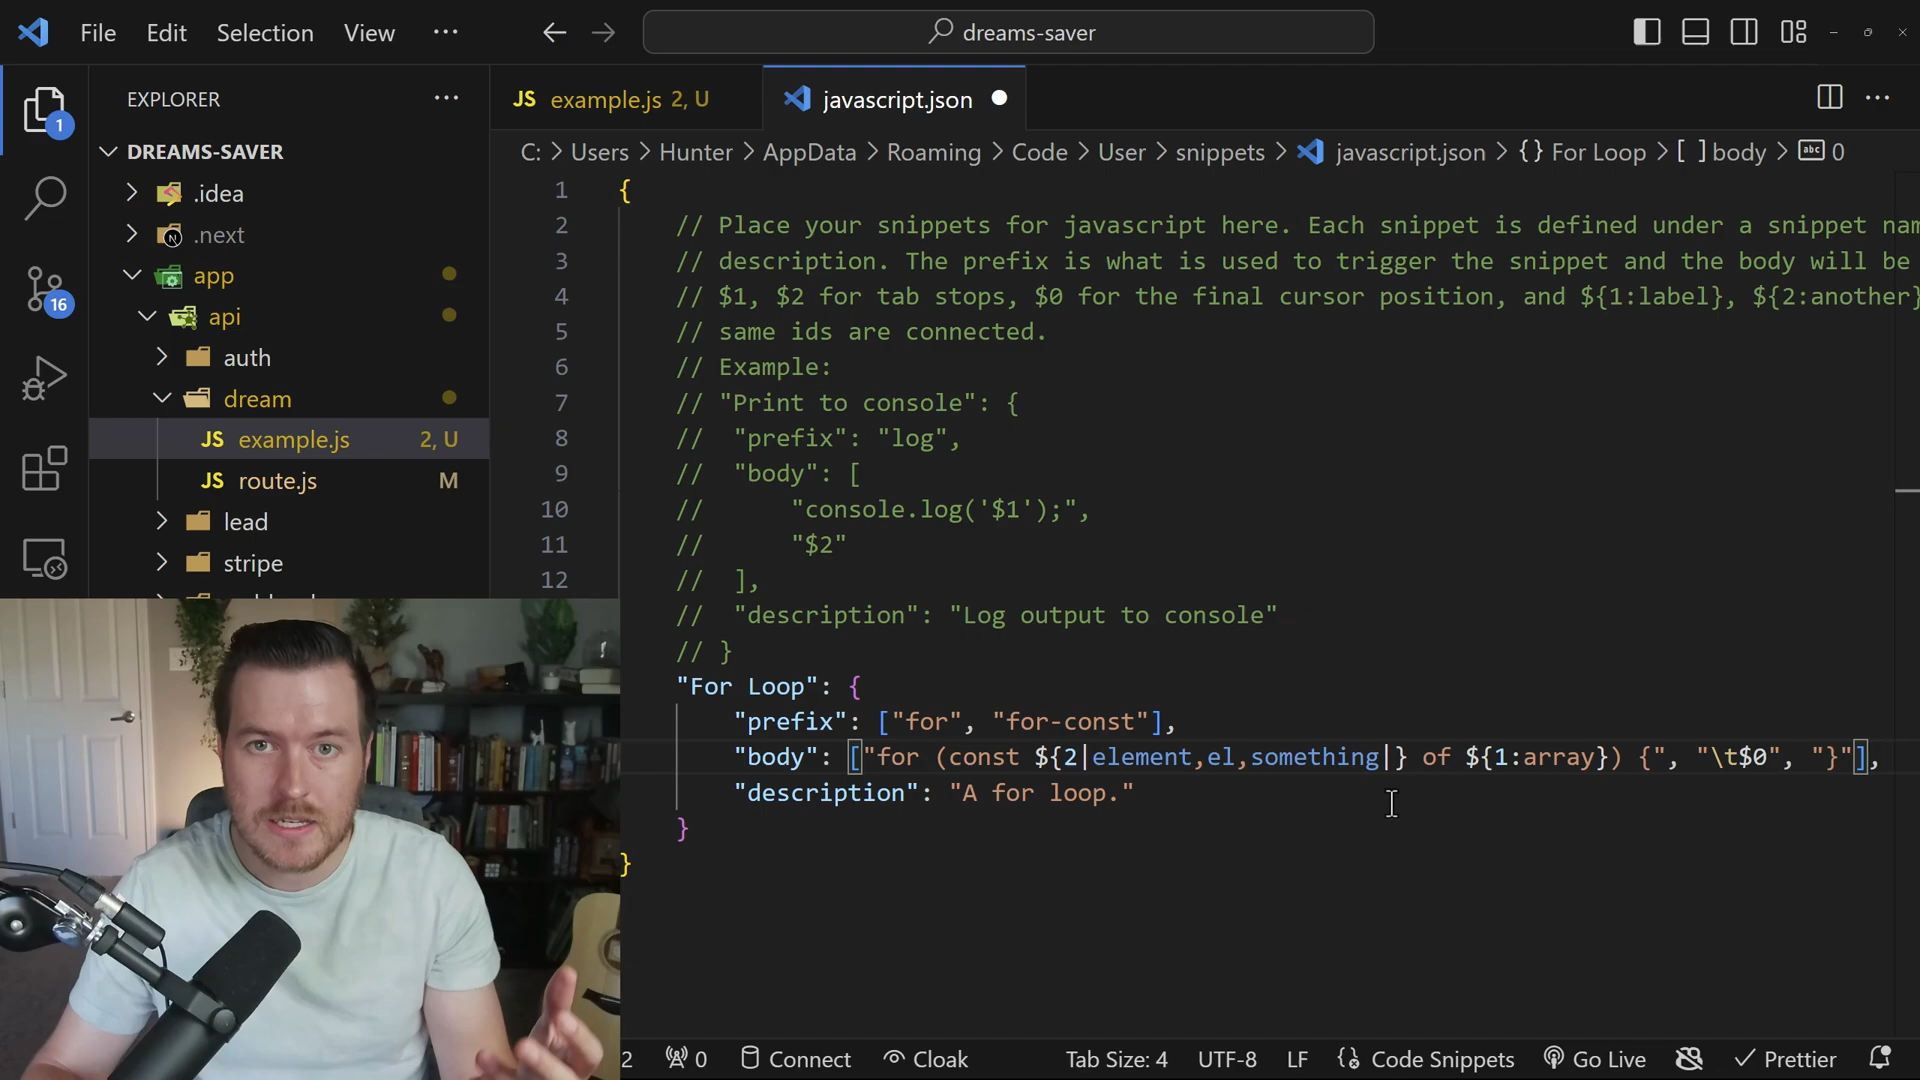 File Edit Selection View ... dreams-saver
EXPLORER ...
1
DREAMS-SAVER
.idea
N .next
app
api
16
auth
dream
JS example.js 2, U
JS route.js M
lead
stripe
JS example.js 2, U
javascript.json
C: > Users > Hunter > AppData > Roaming > Code > User > snippets > javascript.json > {} For Loop > [ ] body > abc 0
1 {
2 // Place your snippets for javascript here. Each snippet is defined under a snippet nam
3 // description. The prefix is what is used to trigger the snippet and the body will be
4 // $1, $2 for tab stops, $0 for the final cursor position, and ${1:label}, ${2:another}
5 // same ids are connected.
6 // Example:
7 // "Print to console": {
8 // "prefix": "log",
9 // "body": [
10 // "console.log('$1');",
11 // "$2"
12 // ],
// "description": "Log output to console"
// }
"For Loop": {
"prefix": ["for", "for-const"],
"body": ["for (const ${2|element,el,something|} of ${1:array}) {", "\t$0", "}"],
"description": "A for loop."
}
}
2 0 Connect Cloak Tab Size: 4 UTF-8 LF Code Snippets Go Live Prettier